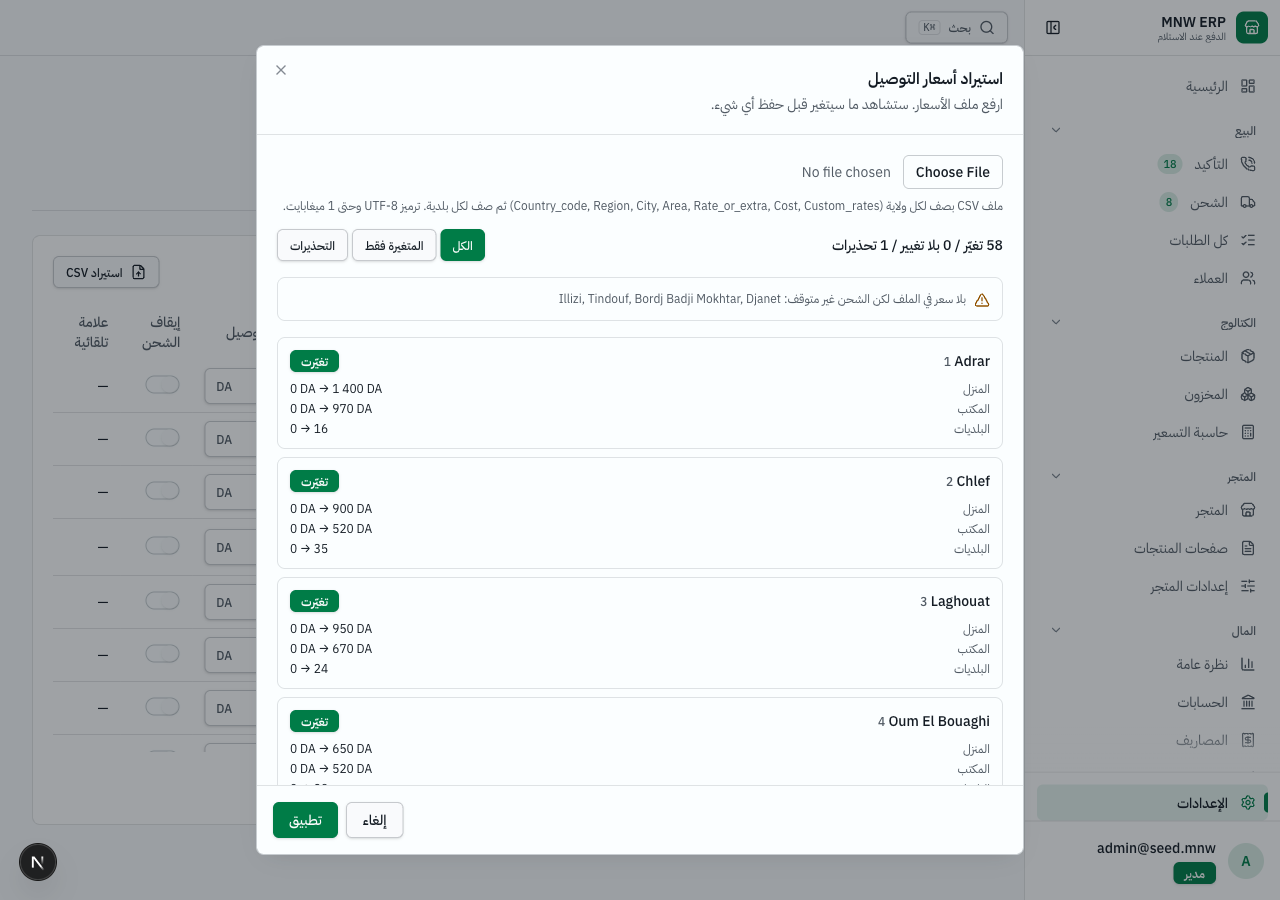 MNW ERP
الدفع عند الاستلام
بحث
K⌘
الرئيسية
البيع
التأكيد 18
الشحن 8
كل الطلبات
العملاء
الكتالوج
المنتجات
المخزون
حاسبة التسعير
المتجر
المتجر
صفحات المنتجات
إعدادات المتجر
المال
نظرة عامة
الحسابات
المصاريف
الإعدادات
admin@seed.mnw
مدير
A
استيراد أسعار التوصيل
ارفع ملف الأسعار. ستشاهد ما سيتغير قبل حفظ أي شيء.
Choose File No file chosen
ملف CSV بصف لكل ولاية (Country_code, Region, City, Area, Rate_or_extra, Cost, Custom_rates) ثم صف لكل بلدية. ترميز UTF-8 وحتى 1 ميغابايت.
58 تغيّر / 0 بلا تغيير / 1 تحذيرات
الكل
المتغيرة فقط
التحذيرات
بلا سعر في الملف لكن الشحن غير متوقف: Illizi, Tindouf, Bordj Badji Mokhtar, Djanet
1 Adrar
تغيّرت
المنزل 0 DA → 1 400 DA
المكتب 0 DA → 970 DA
البلديات 0 → 16
2 Chlef
تغيّرت
المنزل 0 DA → 900 DA
المكتب 0 DA → 520 DA
البلديات 0 → 35
3 Laghouat
تغيّرت
المنزل 0 DA → 950 DA
المكتب 0 DA → 670 DA
البلديات 0 → 24
4 Oum El Bouaghi
تغيّرت
المنزل 0 DA → 650 DA
المكتب 0 DA → 520 DA
إلغاء
تطبيق
استيراد CSV
إيقاف الشحن
علامة تلقائية
DA —
DA —
DA —
DA —
DA —
DA —
DA —
N